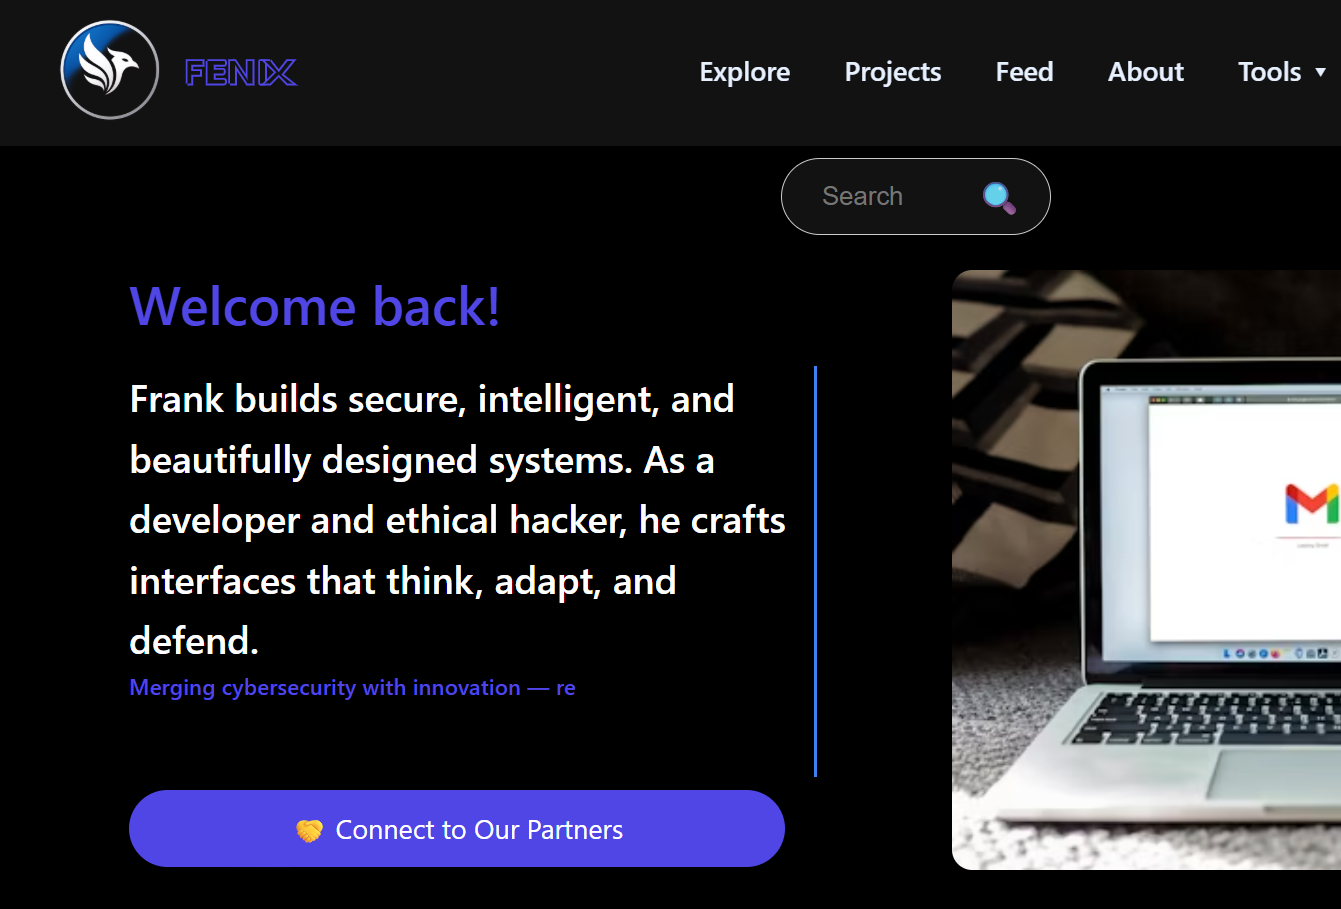 FENIX
Explore Projects Feed About Tools ▼
Search
Welcome back!
Frank builds secure, intelligent, and
beautifully designed systems. As a
developer and ethical hacker, he crafts
interfaces that think, adapt, and
defend.
Merging cybersecurity with innovation — re
🤝 Connect to Our Partners